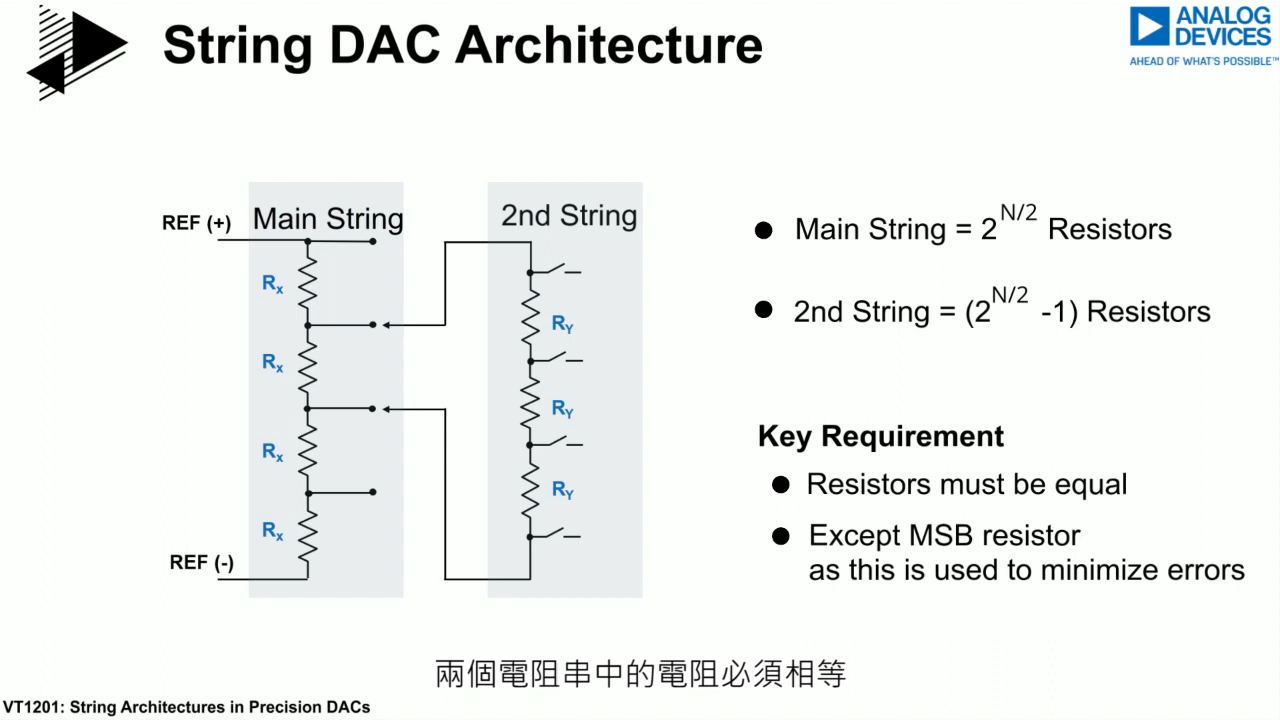 String DAC Architecture
ANALOG
DEVICES
AHEAD OF WHAT'S POSSIBLE™
REF (+)
Main String
2nd String
Rx
Rx
Rx
Rx
REF (-)
RY
RY
RY
● Main String = 2^N/2 Resistors
● 2nd String = (2^N/2 -1) Resistors
Key Requirement
● Resistors must be equal
● Except MSB resistor
as this is used to minimize errors
兩個電阻串中的電阻必須相等
VT1201: String Architectures in Precision DACs